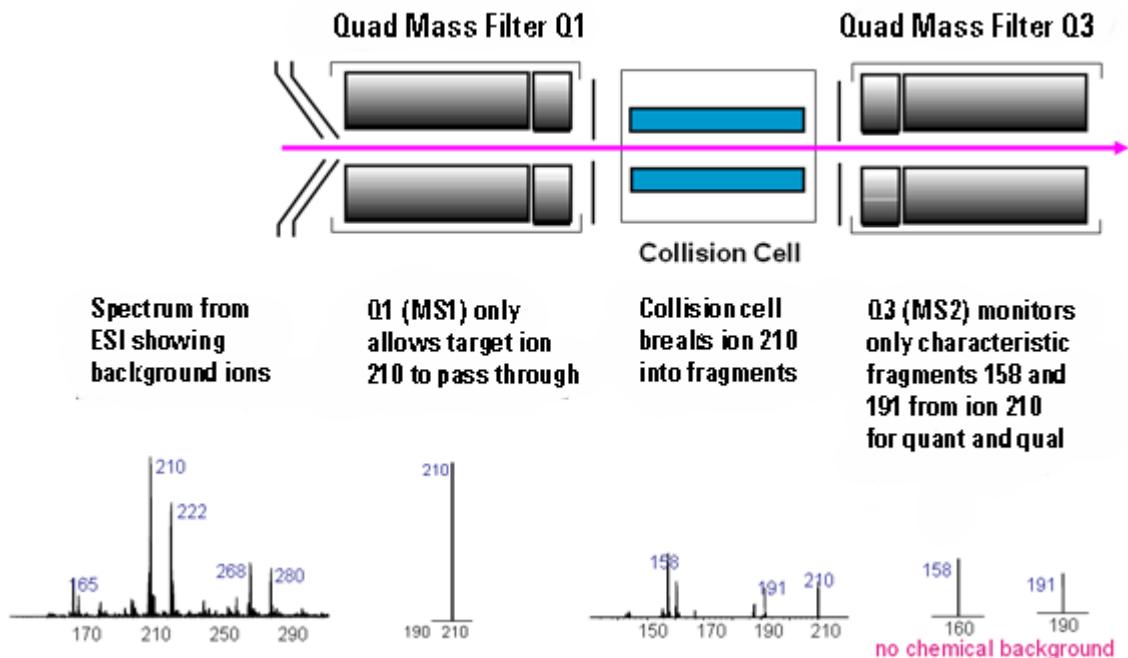 Quad Mass Filter Q1
Quad Mass Filter Q3
Collision Cell
Spectrum from
ESI showing
background ions
Q1 (MS1) only
allows target ion
210 to pass through
Collision cell
breaks ion 210
into fragments
Q3 (MS2) monitors
only characteristic
fragments 158 and
191 from ion 210
for quant and qual
210
222
165
268
280
170 210 250 290
210
190 210
158
191
210
150 170 190 210
158
160
191
190
no chemical background